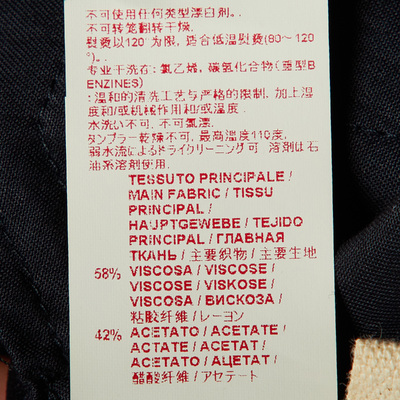 不可使用任何类型漂白剂。
不可转笼翻转干燥。
熨费以120°为限, 适合低温熨费(80~120°)。
专业干洗在: 氯乙烯, 碳氢化合物(重型B
ENZINES)
: 温和的清洗工艺与严格的限制, 加上湿
度和/或机械作用和/或温度.
水洗い不可. 不可氯漂.
タンブラー乾燥不可. 最高温度110度.
弱水流によるドライクリーニング可. 溶剤は石
油系溶剤使用.
TESSUTO PRINCIPALE /
MAIN FABRIC / TISSU
PRINCIPAL /
HAUPTGEWEBE / TEJIDO
PRINCIPAL / ГЛАВНАЯ
ТКАНЬ / 主要织物 / 主要生地
58% VISCOSA / VISCOSE /
VISCOSE / VISKOSE /
VISCOSA / ВИСКОЗА /
粘胶纤维 / レーヨン
42% ACETATO / ACETATE /
ACTATE / ACETAT /
ACETATO / АЦЕТАТ /
醋酸纤维 / アセテート